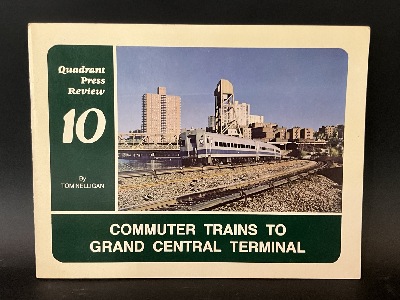 Quadrant
Press
Review
10
By
TOM NELLIGAN
COMMUTER TRAINS TO
GRAND CENTRAL TERMINAL